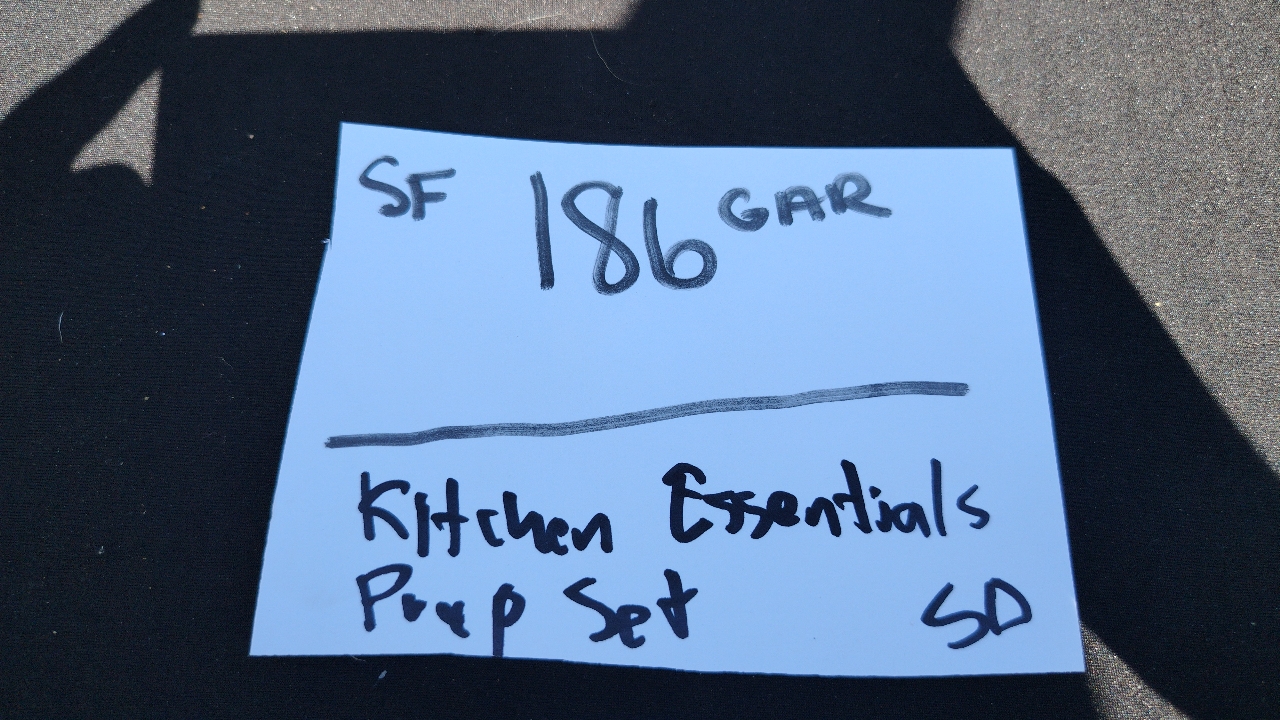 SF 186 GAR
Kitchen Essentials
Prep Set SD